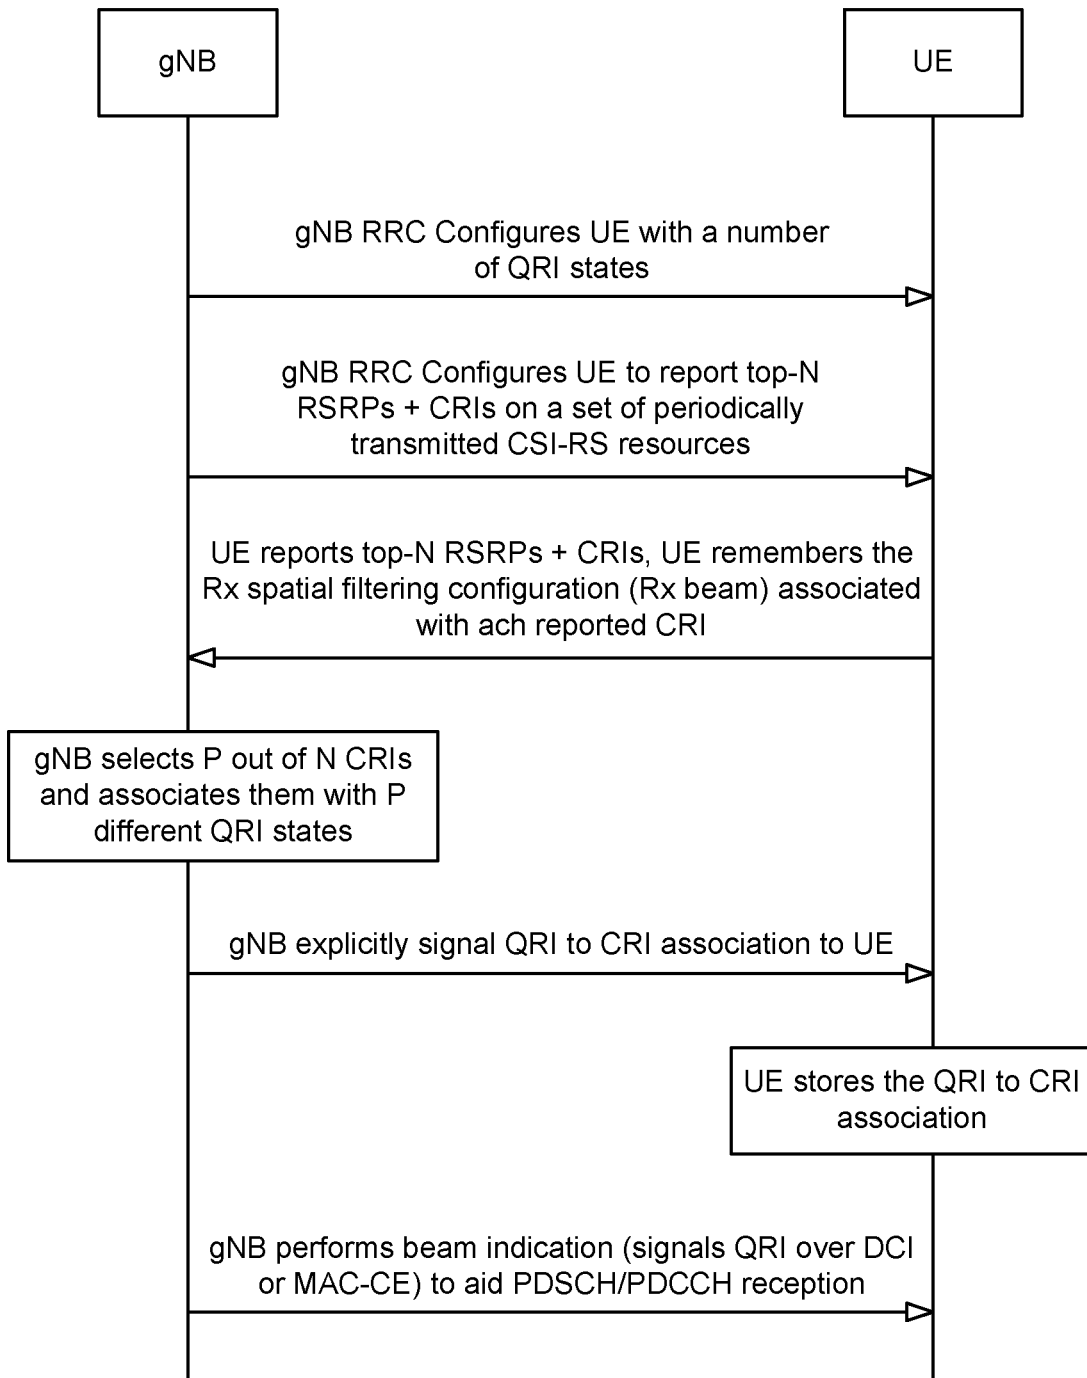 gNB
UE
gNB RRC Configures UE with a number
of QRI states
gNB RRC Configures UE to report top-N
RSRPs + CRIs on a set of periodically
transmitted CSI-RS resources
UE reports top-N RSRPs + CRIs, UE remembers the
Rx spatial filtering configuration (Rx beam) associated
with ach reported CRI
gNB selects P out of N CRIs
and associates them with P
different QRI states
gNB explicitly signal QRI to CRI association to UE
UE stores the QRI to CRI
association
gNB performs beam indication (signals QRI over DCI
or MAC-CE) to aid PDSCH/PDCCH reception